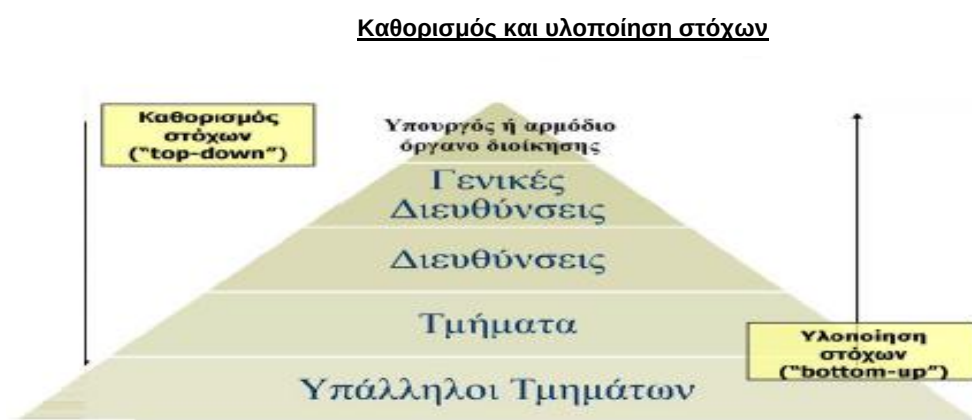 Καθορισμός και υλοποίηση στόχων
Καθορισμός
στόχων
("top-down")
Υπουργός ή αρμόδιο
όργανο διοίκησης
Γενικές
Διευθύνσεις
Διευθύνσεις
Τμήματα
Υλοποίηση
στόχων
("bottom-up")
Υπάλληλοι Τμημάτων